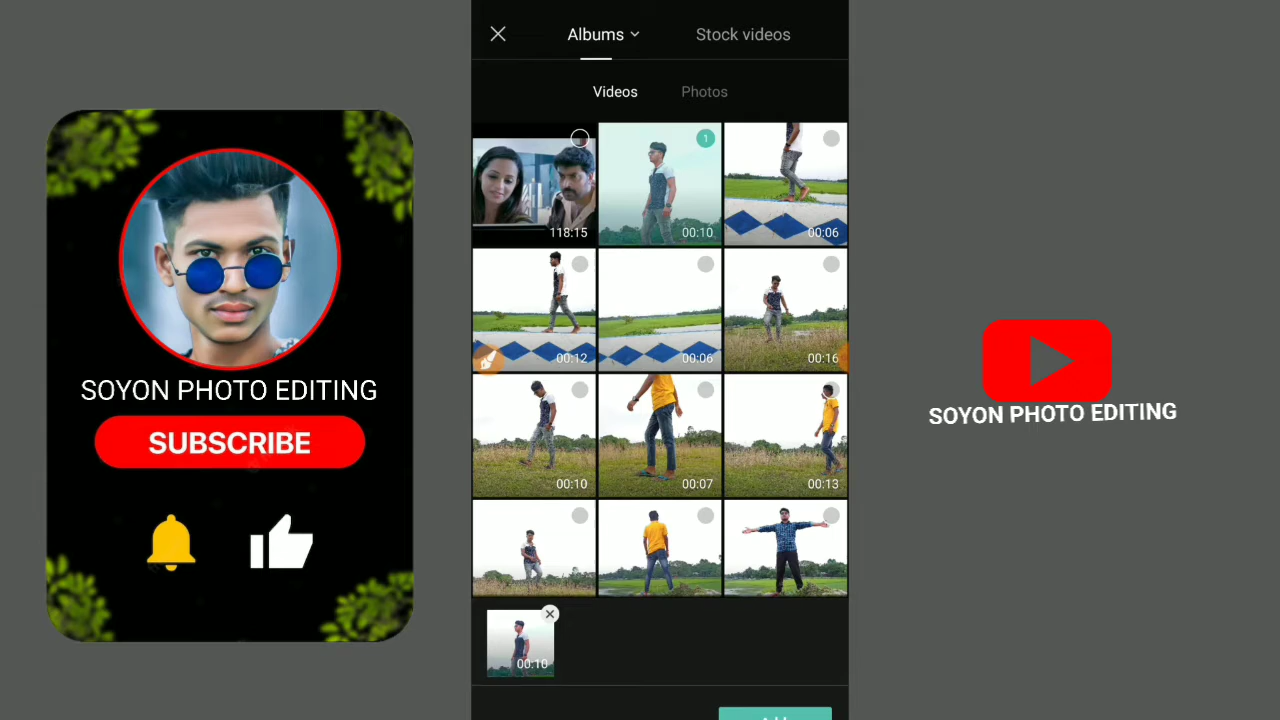 Albums
Stock videos
Videos
Photos
1
118:15
00:10
00:06
00:12
00:06
00:16
00:10
00:07
00:13
00:10
SOYON PHOTO EDITING
SUBSCRIBE
SOYON PHOTO EDITING